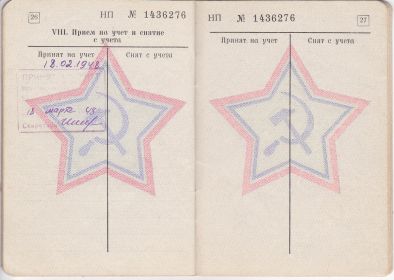 26
НП № 1436276
VIII. Прием на учет и снятие
с учета
Принят на учет
Снят с учета
18.02.1948
18 марта 48
Секретарь
НП № 1436276
27
Принят на учет
Снят с учета